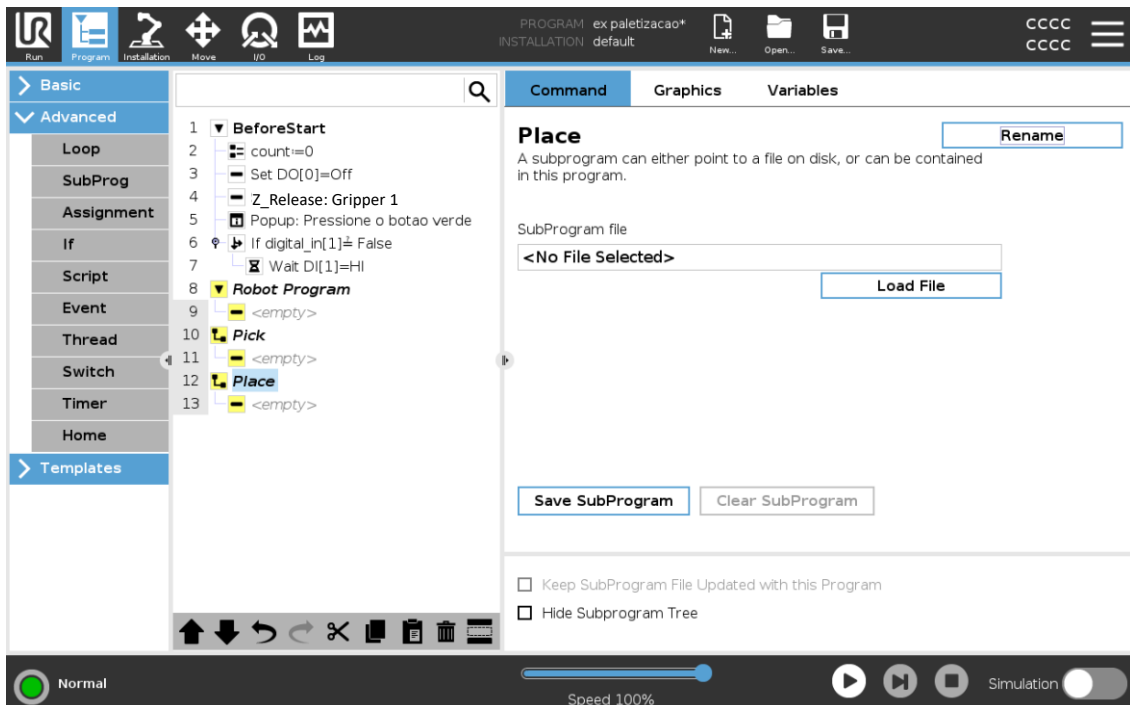 PROGRAM ex paletizacao*
INSTALLATION default
CCCC
CCCC
Run Program Installation Move I/O Log New... Open... Save...
Basic
Advanced
Loop
SubProg
Assignment
If
Script
Event
Thread
Switch
Timer
Home
Templates
1 BeforeStart
2 count:=0
3 Set DO[0]=Off
4 Z_Release: Gripper 1
5 Popup: Pressione o botao verde
6 If digital_in[1]≟ False
7 Wait DI[1]=HI
8 Robot Program
9 <empty>
10 Pick
11 <empty>
12 Place
13 <empty>
Command Graphics Variables
Place
Rename
A subprogram can either point to a file on disk, or can be contained
in this program.
SubProgram file
<No File Selected>
Load File
Save SubProgram Clear SubProgram
Keep SubProgram File Updated with this Program
Hide Subprogram Tree
Normal
Speed 100%
Simulation